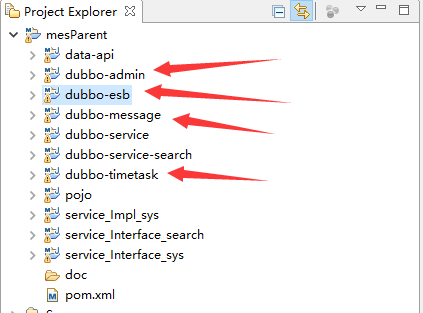 Project Explorer
mesParent
data-api
dubbo-admin
dubbo-esb
dubbo-message
dubbo-service
dubbo-service-search
dubbo-timetask
pojo
service_Impl_sys
service_Interface_search
service_Interface_sys
doc
pom.xml